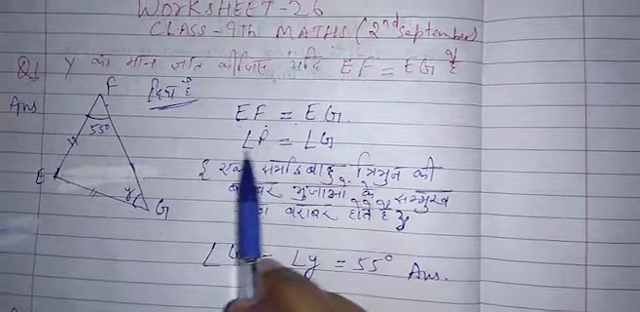 WORKSHEET-26
CLASS-9TH MATHS (2nd September)
Q1 y का मान ज्ञात कीजिए यदि EF = EG है
Ans दिया है
F
55°
E
y
G
EF = EG
∠F = ∠G
{ एक समद्विबाहु त्रिभुज की
बराबर भुजाओं के सम्मुख
बराबर होते है }
∠y = 55° Ans.